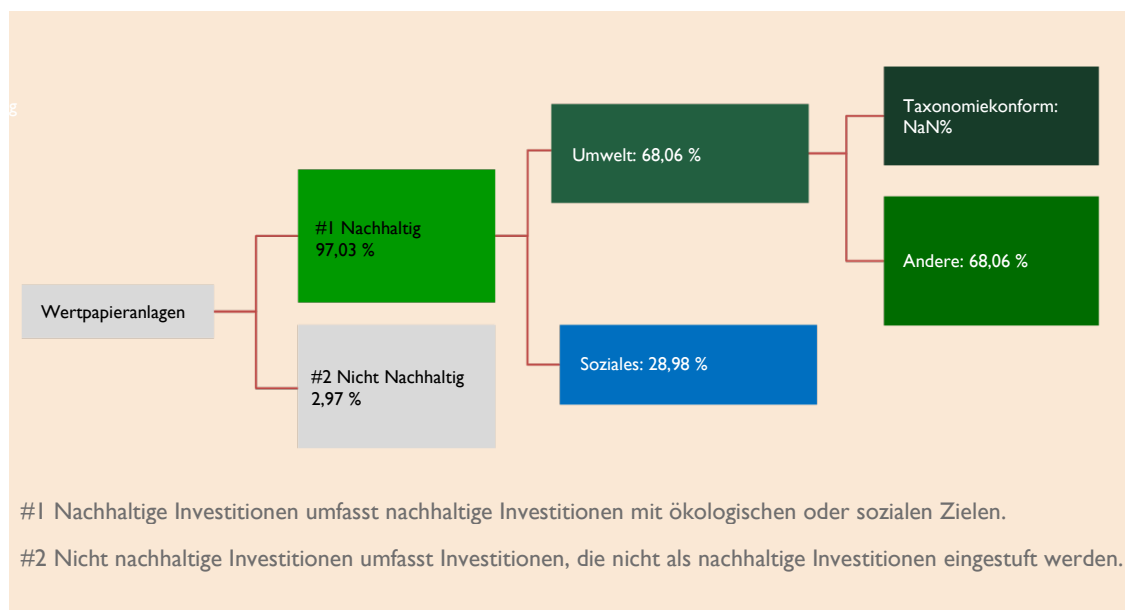 %
Taxonomiekonform:
NaN%
Umwelt: 68,06 %
#1 Nachhaltig
97,03 %
Andere: 68,06 %
Wertpapieranlagen
#2 Nicht Nachhaltig
2,97 %
Soziales: 28,98 %
#1 Nachhaltige Investitionen umfasst nachhaltige Investitionen mit ökologischen oder sozialen Zielen.
#2 Nicht nachhaltige Investitionen umfasst Investitionen, die nicht als nachhaltige Investitionen eingestuft werden.